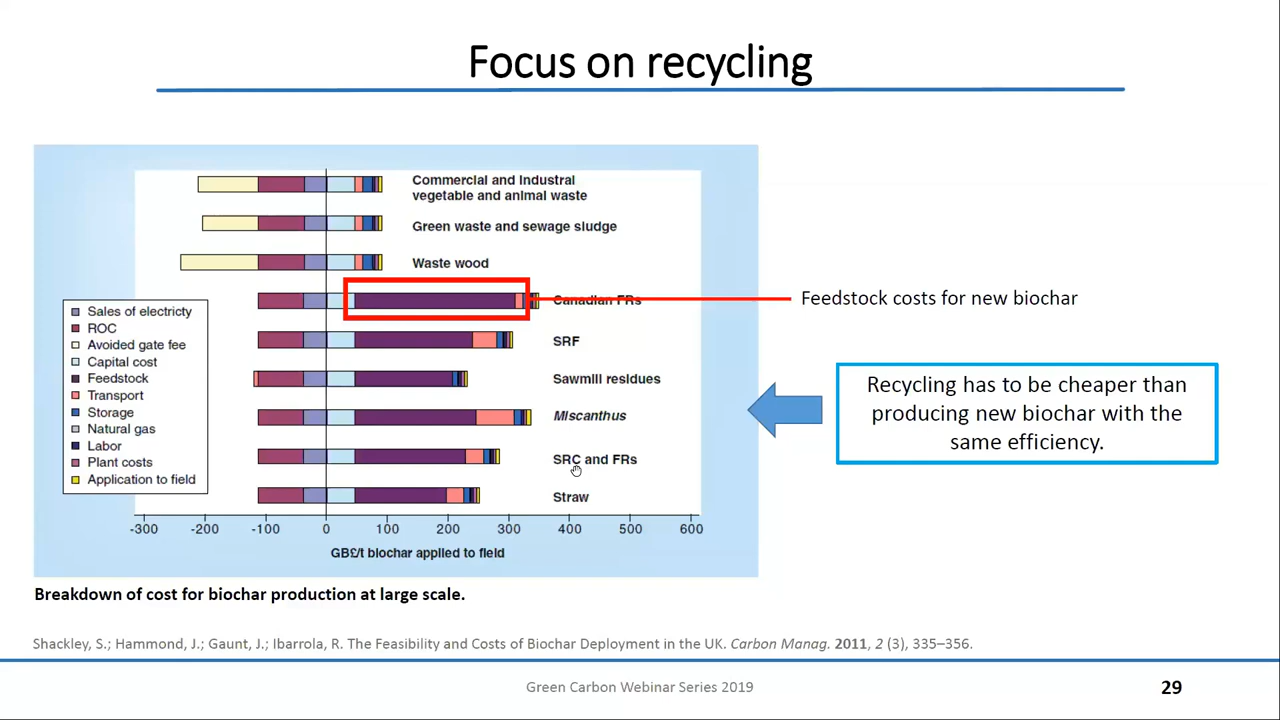 Focus on recycling
Commercial and Industrial
vegetable and animal waste
Green waste and sewage sludge
Waste wood
Canadian FRs
Feedstock costs for new biochar
Sales of electricty
ROC
Avoided gate fee
Capital cost
Feedstock
Transport
Storage
Natural gas
Labor
Plant costs
Application to field
SRF
Sawmill residues
Miscanthus
SRC and FRs
Straw
Recycling has to be cheaper than
producing new biochar with the
same efficiency.
-300 -200 -100 0 100 200 300 400 500 600
GB£/t biochar applied to field
Breakdown of cost for biochar production at large scale.
Shackley, S.; Hammond, J.; Gaunt, J.; Ibarrola, R. The Feasibility and Costs of Biochar Deployment in the UK. Carbon Manag. 2011, 2 (3), 335–356.
Green Carbon Webinar Series 2019
29